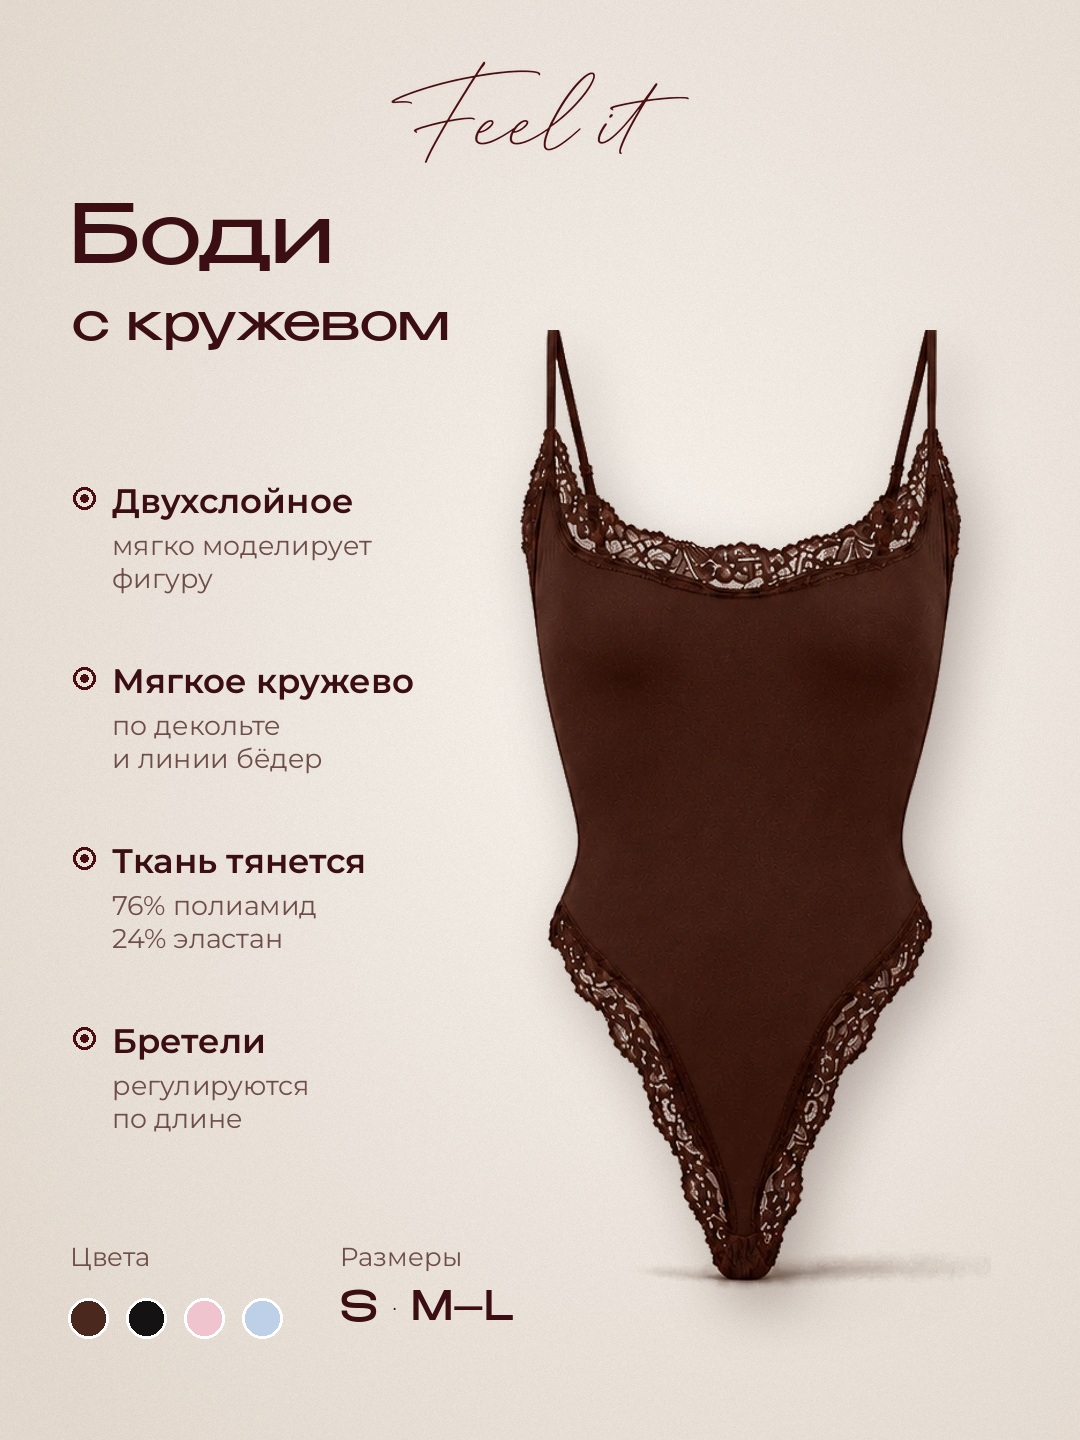 Feel it
Боди
с кружевом
Двухслойное
мягко моделирует
фигуру
Мягкое кружево
по декольте
и линии бёдер
Ткань тянется
76% полиамид
24% эластан
Бретели
регулируются
по длине
Цвета
Размеры
S · M—L